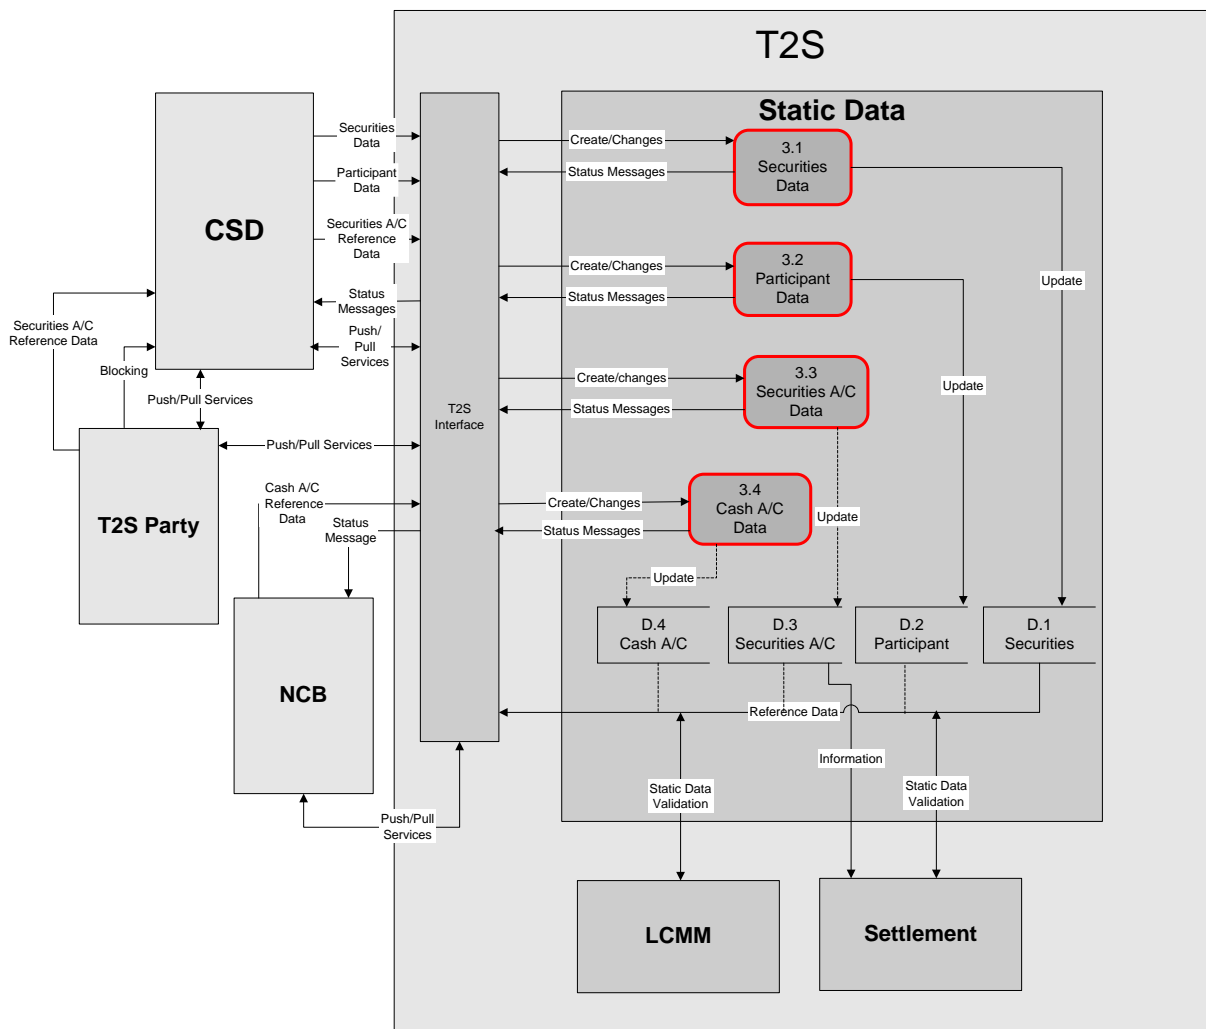 T2S
Static Data
CSD
Securities
Data
Participant
Data
Securities A/C
Reference
Data
Status
Messages
Push/
Pull
Services
Securities A/C
Reference Data
Blocking
Push/Pull Services
T2S Party
Push/Pull Services
Cash A/C
Reference
Data
Status
Message
NCB
Push/Pull
Services
T2S
Interface
Create/Changes
Status Messages
3.1
Securities
Data
Update
Create/Changes
Status Messages
3.2
Participant
Data
Update
Create/changes
Status Messages
3.3
Securities A/C
Data
Update
Create/Changes
Status Messages
3.4
Cash A/C
Data
Update
D.4
Cash A/C
D.3
Securities A/C
D.2
Participant
D.1
Securities
Reference Data
Information
Static Data
Validation
Static Data
Validation
LCMM
Settlement